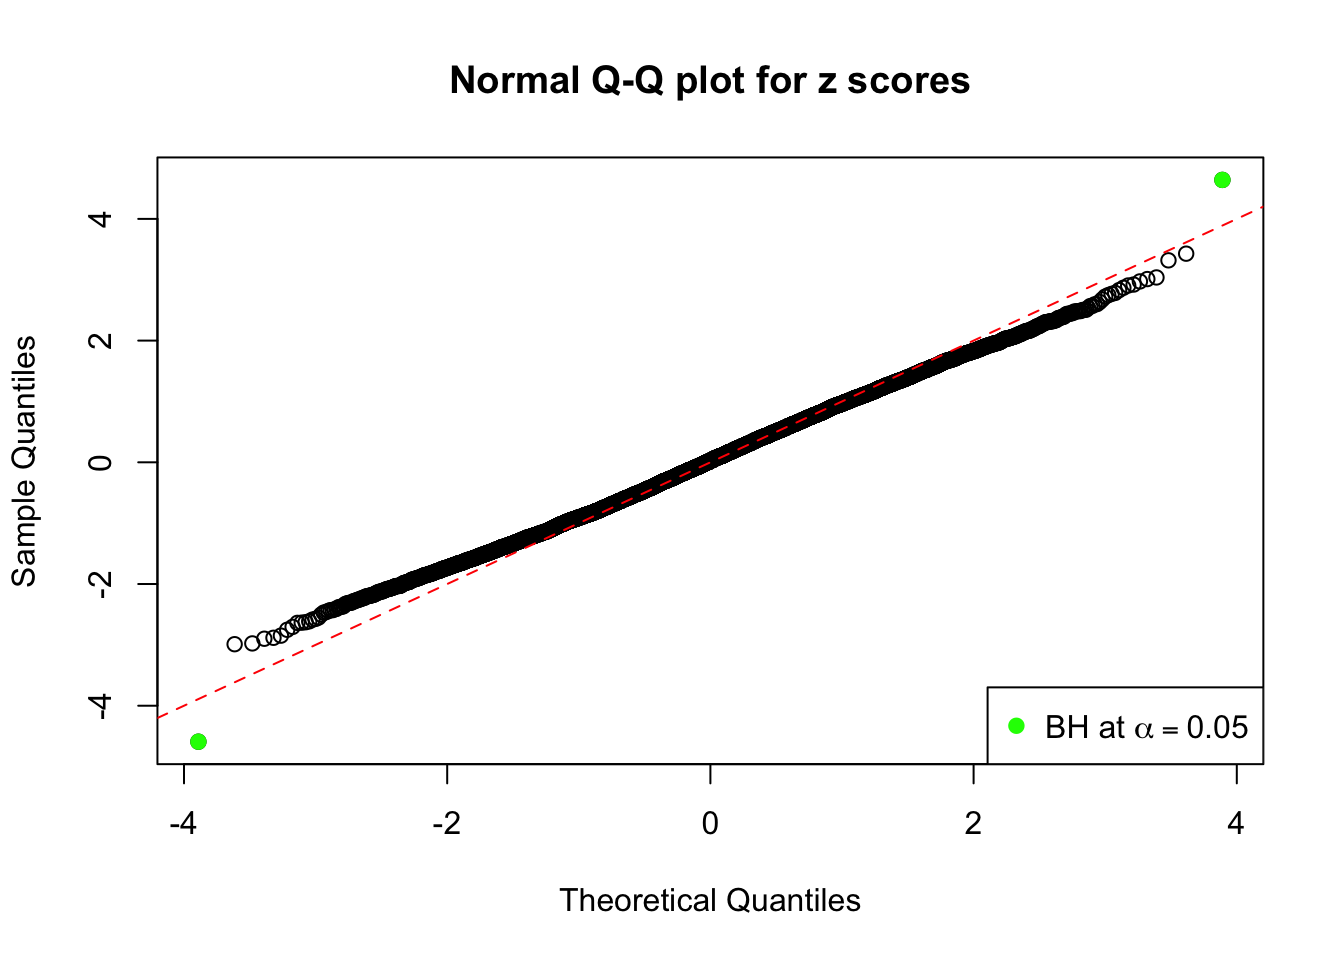 Normal Q-Q plot for z scores
Sample Quantiles
4
2
0
-2
-4
BH at α = 0.05
-4 -2 0 2 4
Theoretical Quantiles